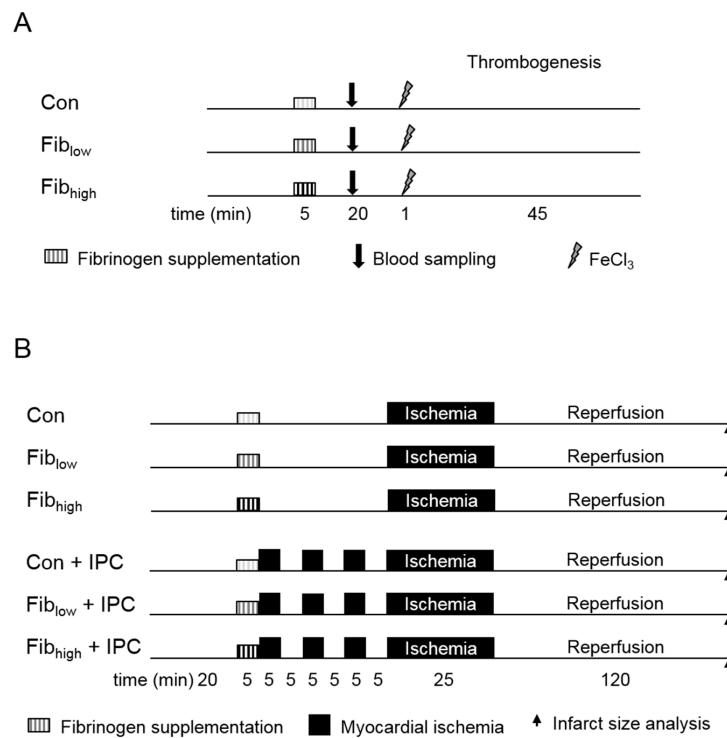 A
Thrombogenesis
Con
Fiblow
Fibhigh
time (min) 5 20 1 45
Fibrinogen supplementation Blood sampling FeCl3
B
Con Ischemia Reperfusion
Fiblow Ischemia Reperfusion
Fibhigh Ischemia Reperfusion
Con + IPC Ischemia Reperfusion
Fiblow + IPC Ischemia Reperfusion
Fibhigh + IPC Ischemia Reperfusion
time (min) 20 5 5 5 5 5 5 5 25 120
Fibrinogen supplementation Myocardial ischemia Infarct size analysis